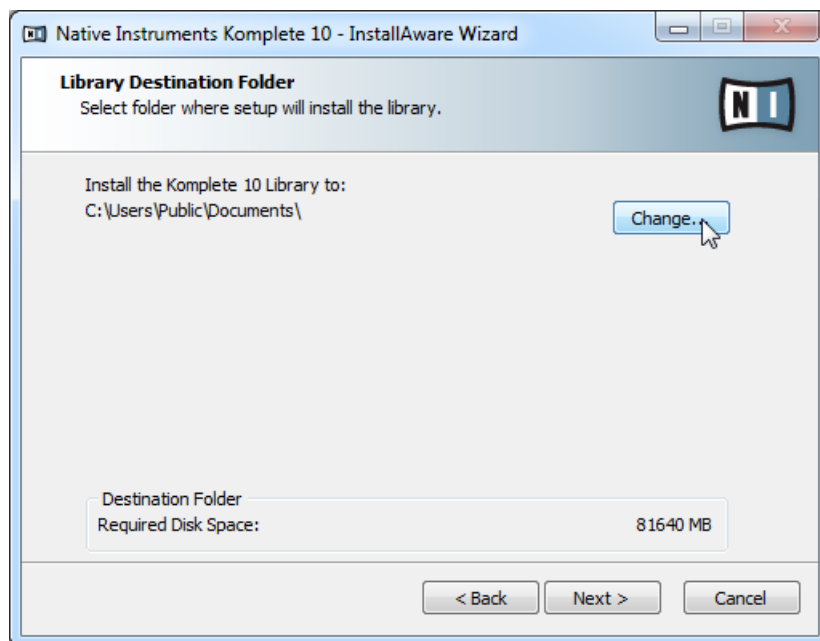 Native Instruments Komplete 10 - InstallAware Wizard
Library Destination Folder
Select folder where setup will install the library.
NI
Install the Komplete 10 Library to:
C:\Users\Public\Documents\
Change...
Destination Folder
Required Disk Space: 81640 MB
< Back Next > Cancel